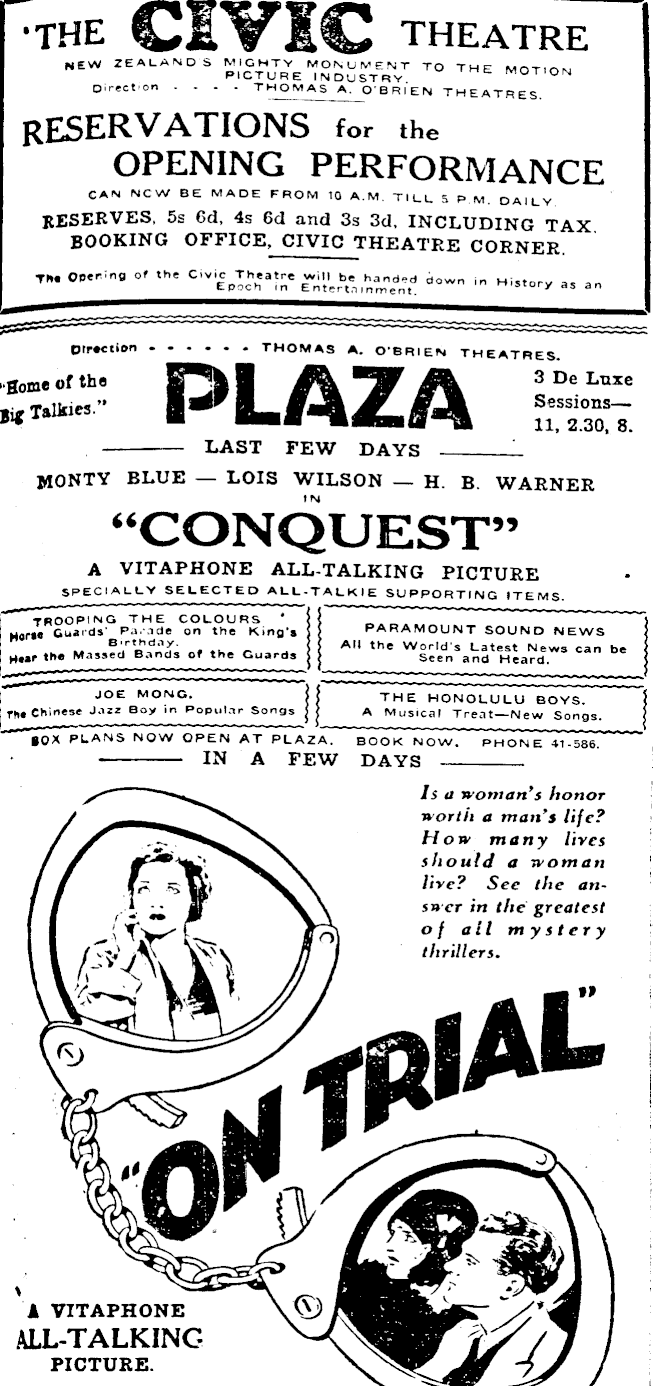 THE CIVIC THEATRE
NEW ZEALAND'S MIGHTY MONUMENT TO THE MOTION
PICTURE INDUSTRY.
Direction - - - - THOMAS A. O'BRIEN THEATRES.
RESERVATIONS for the
OPENING PERFORMANCE
CAN NOW BE MADE FROM 10 A.M. TILL 5 P.M. DAILY.
RESERVES, 5s 6d, 4s 6d and 3s 3d, INCLUDING TAX.
BOOKING OFFICE, CIVIC THEATRE CORNER.
The Opening of the Civic Theatre will be handed down in History as an
Epoch in Entertainment.
Direction - - - - - - THOMAS A. O'BRIEN THEATRES.
"Home of the
Big Talkies."
PLAZA
3 De Luxe
Sessions—
11, 2.30, 8.
LAST FEW DAYS
MONTY BLUE — LOIS WILSON — H. B. WARNER
IN
"CONQUEST"
A VITAPHONE ALL-TALKING PICTURE
SPECIALLY SELECTED ALL-TALKIE SUPPORTING ITEMS.
TROOPING THE COLOURS
Horse Guards' Parade on the King's
Birthday.
Hear the Massed Bands of the Guards
PARAMOUNT SOUND NEWS
All the World's Latest News can be
Seen and Heard.
JOE MONG.
The Chinese Jazz Boy in Popular Songs
THE HONOLULU BOYS.
A Musical Treat—New Songs.
BOX PLANS NOW OPEN AT PLAZA. BOOK NOW. PHONE 41-586.
IN A FEW DAYS
Is a woman's honor
worth a man's life?
How many lives
should a woman
live? See the an-
swer in the greatest
of all mystery
thrillers.
"ON TRIAL"
A VITAPHONE
ALL-TALKING
PICTURE.